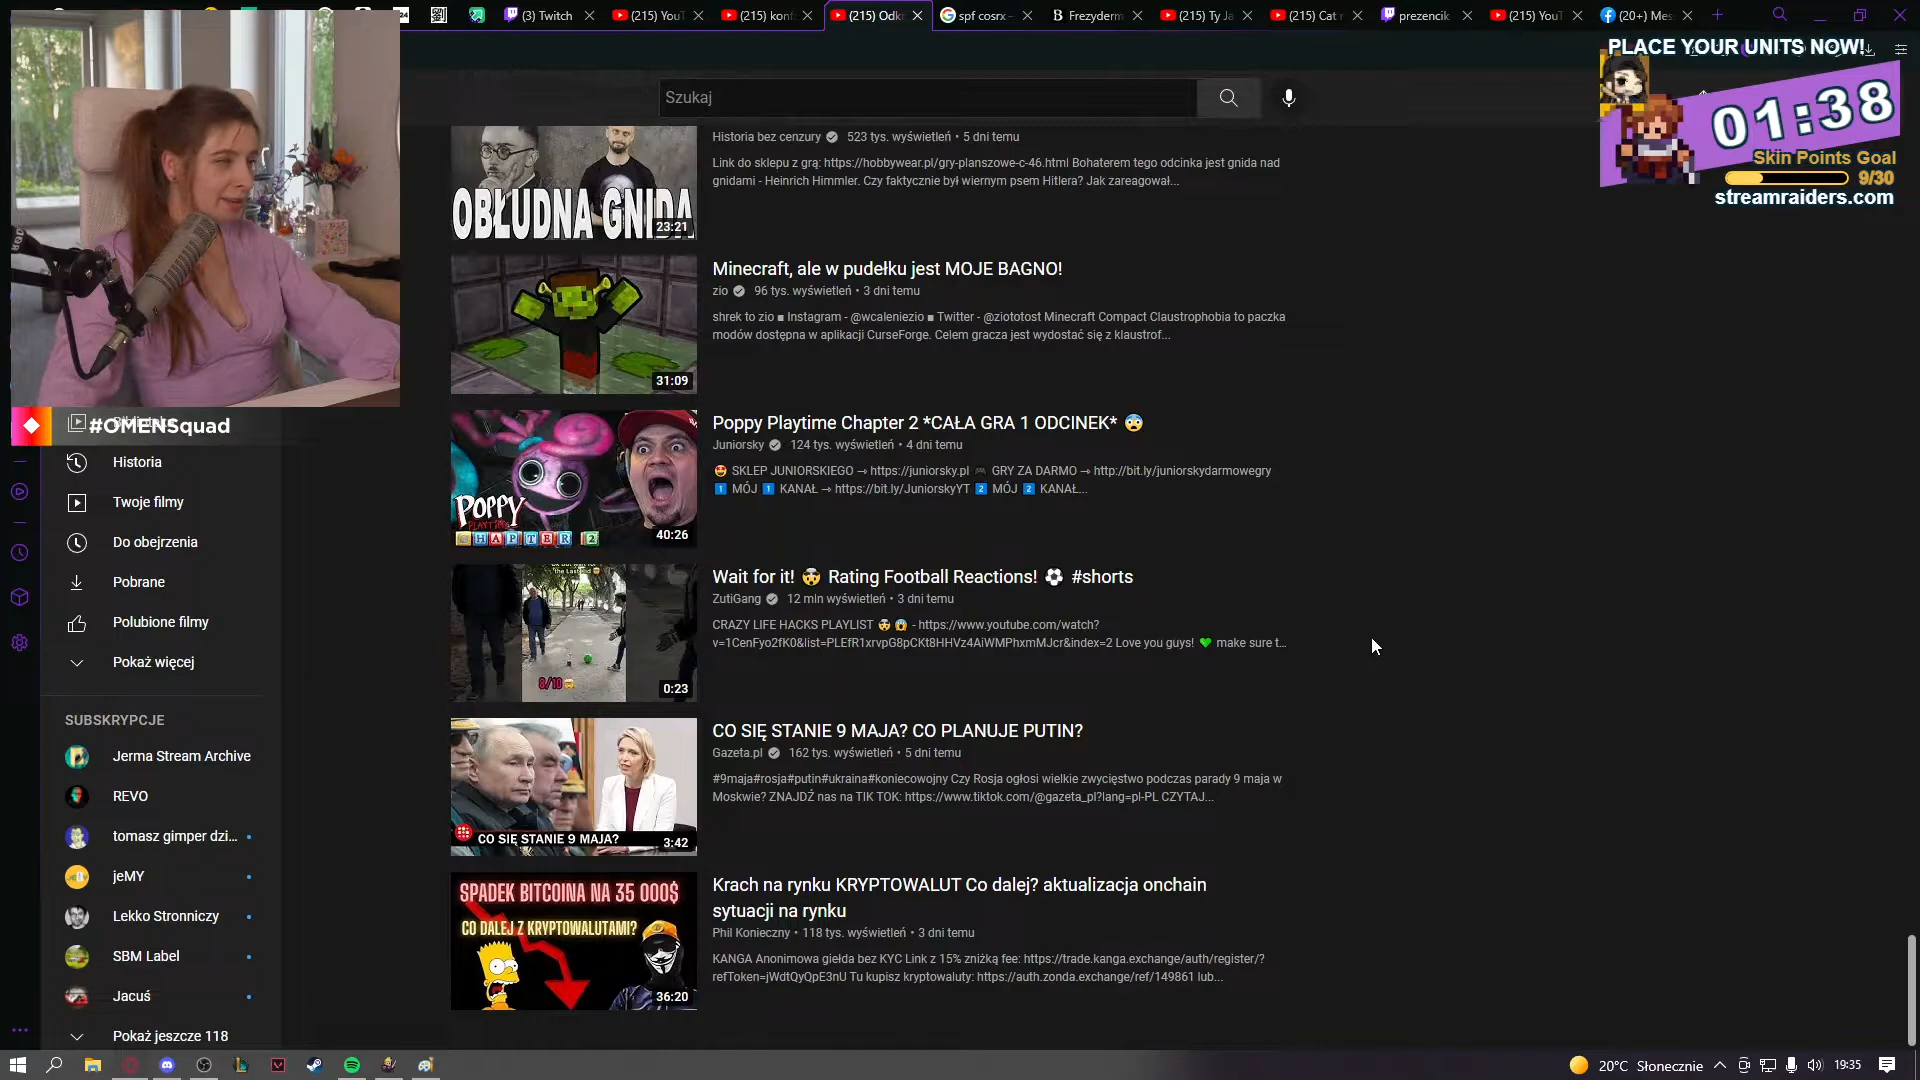 24
(3) Twitch
(215) YouT
(215) konf
(215) Odkr
spf cosrx -
Frezyderm
(215) Ty Ja
(215) Cat r
prezencik
(215) YouT
(20+) Mes
PLACE YOUR UNITS NOW!
01:38
Skin Points Goal
9/30
streamraiders.com
Szukaj
#OMENSquad
Historia
Twoje filmy
Do obejrzenia
Pobrane
Polubione filmy
Pokaż więcej
SUBSKRYPCJE
Jerma Stream Archive
REVO
tomasz gimper dzi...
jeMY
Lekko Stronniczy
SBM Label
Jacuś
Pokaż jeszcze 118
OBŁUDNA GNIDA
23:21
Historia bez cenzury 523 tys. wyświetleń • 5 dni temu
Link do sklepu z grą: https://hobbywear.pl/gry-planszowe-c-46.html Bohaterem tego odcinka jest gnida nad
gnidami - Heinrich Himmler. Czy faktycznie był wiernym psem Hitlera? Jak zareagował...
31:09
Minecraft, ale w pudełku jest MOJE BAGNO!
zio 96 tys. wyświetleń • 3 dni temu
shrek to zio ■ Instagram - @wcaleniezio ■ Twitter - @ziototost Minecraft Compact Claustrophobia to paczka
modów dostępna w aplikacji CurseForge. Celem gracza jest wydostać się z klaustrof...
POPPY
PLAYTIME
CHAPTER 2
40:26
Poppy Playtime Chapter 2 *CAŁA GRA 1 ODCINEK* 😨
Juniorsky 124 tys. wyświetleń • 4 dni temu
🤩 SKLEP JUNIORSKIEGO → https://juniorsky.pl 🎮 GRY ZA DARMO → http://bit.ly/juniorskydarmowegry
1️⃣ MÓJ 1️⃣ KANAŁ → https://bit.ly/JuniorskyYT 2️⃣ MÓJ 2️⃣ KANAŁ...
8/10
0:23
Wait for it! 🤯 Rating Football Reactions! ⚽ #shorts
ZutiGang 12 mln wyświetleń • 3 dni temu
CRAZY LIFE HACKS PLAYLIST 🤯 😱 - https://www.youtube.com/watch?
v=1CenFyo2fK0&list=PLEfR1xrvpG8pCKt8HHVz4AiWMPhxmMJcr&index=2 Love you guys! 💚 make sure t...
CO SIĘ STANIE 9 MAJA?
3:42
CO SIĘ STANIE 9 MAJA? CO PLANUJE PUTIN?
Gazeta.pl 162 tys. wyświetleń • 5 dni temu
#9maja#rosja#putin#ukraina#koniecowojny Czy Rosja ogłosi wielkie zwycięstwo podczas parady 9 maja w
Moskwie? ZNAJDŹ nas na TIK TOK: https://www.tiktok.com/@gazeta_pl?lang=pl-PL CZYTAJ...
SPADEK BITCOINA NA 35 000$
CO DALEJ Z KRYPTOWALUTAMI?
36:20
Krach na rynku KRYPTOWALUT Co dalej? aktualizacja onchain
sytuacji na rynku
Phil Konieczny • 118 tys. wyświetleń • 3 dni temu
KANGA Anonimowa giełda bez KYC Link z 15% zniżką fee: https://trade.kanga.exchange/auth/register/?
refToken=jWdtQyQpE3nU Tu kupisz kryptowaluty: https://auth.zonda.exchange/ref/149861 lub...
20°C Słonecznie
19:35